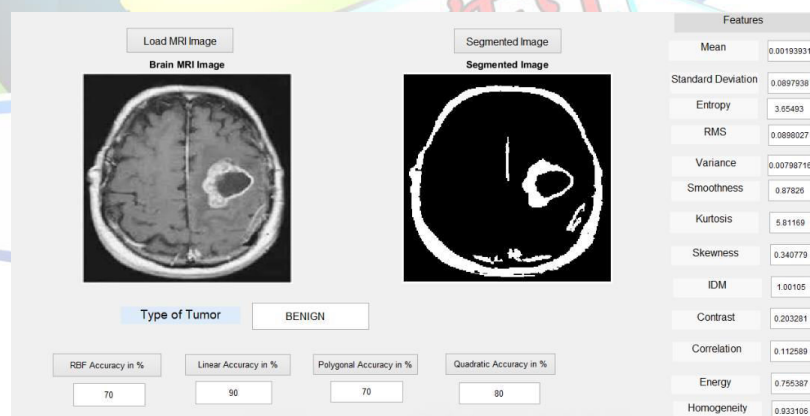 Features
Load MRI Image
Segmented Image
Brain MRI Image
Segmented Image
Mean 0.00193931
Standard Deviation 0.0897938
Entropy 3.65493
RMS 0.0898027
Variance 0.00798716
Smoothness 0.87826
Kurtosis 5.81169
Skewness 0.340779
IDM 1.00105
Contrast 0.203281
Correlation 0.112589
Energy 0.755387
Homogeneity 0.933106
Type of Tumor BENIGN
RBF Accuracy in %
Linear Accuracy in %
Polygonal Accuracy in %
Quadratic Accuracy in %
70
90
70
80